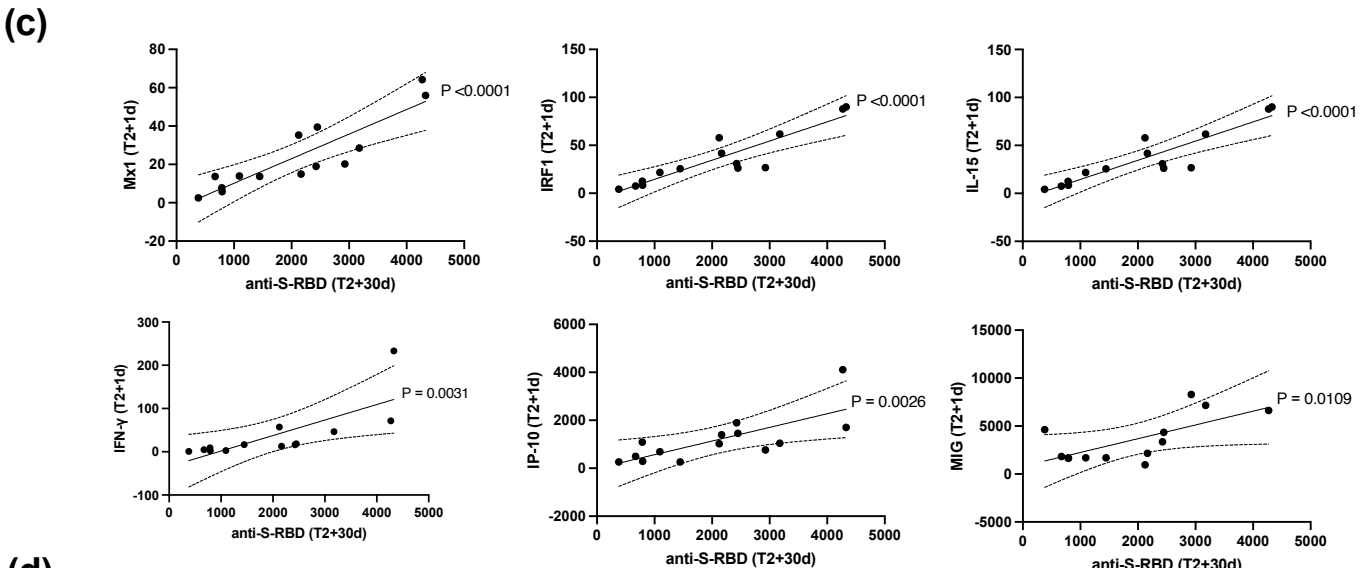 (c)
80
60
40
20
0
-20
Mx1 (T2+1d)
P <0.0001
0 1000 2000 3000 4000 5000
anti-S-RBD (T2+30d)
150
100
50
0
-50
IRF1 (T2+1d)
P <0.0001
0 1000 2000 3000 4000 5000
anti-S-RBD (T2+30d)
150
100
50
0
-50
IL-15 (T2+1d)
P <0.0001
0 1000 2000 3000 4000 5000
anti-S-RBD (T2+30d)
300
200
100
0
-100
IFN-γ (T2+1d)
P = 0.0031
0 1000 2000 3000 4000 5000
anti-S-RBD (T2+30d)
6000
4000
2000
0
-2000
IP-10 (T2+1d)
P = 0.0026
0 1000 2000 3000 4000 5000
anti-S-RBD (T2+30d)
15000
10000
5000
0
-5000
MIG (T2+1d)
P = 0.0109
0 1000 2000 3000 4000 5000
anti-S-RBD (T2+30d)
(d)